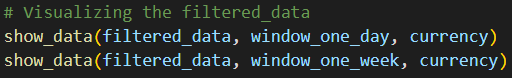 # Visualizing the filtered_data
show_data(filtered_data, window_one_day, currency)
show_data(filtered_data, window_one_week, currency)